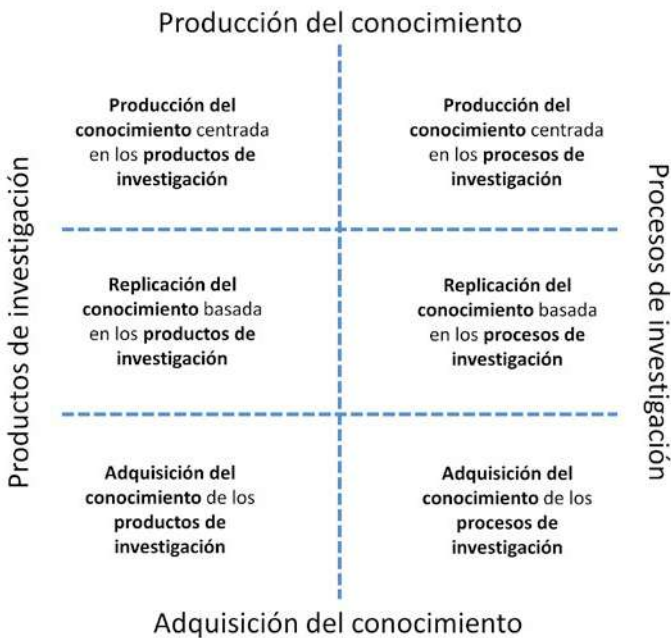 Producción del conocimiento
Productos de investigación
Procesos de investigación
Producción del
conocimiento centrada
en los productos de
investigación
Producción del
conocimiento centrada
en los procesos de
investigación
Replicación del
conocimiento basada
en los productos de
investigación
Replicación del
conocimiento basada
en los procesos de
investigación
Adquisición del
conocimiento de los
productos de
investigación
Adquisición del
conocimiento de los
procesos de
investigación
Adquisición del conocimiento